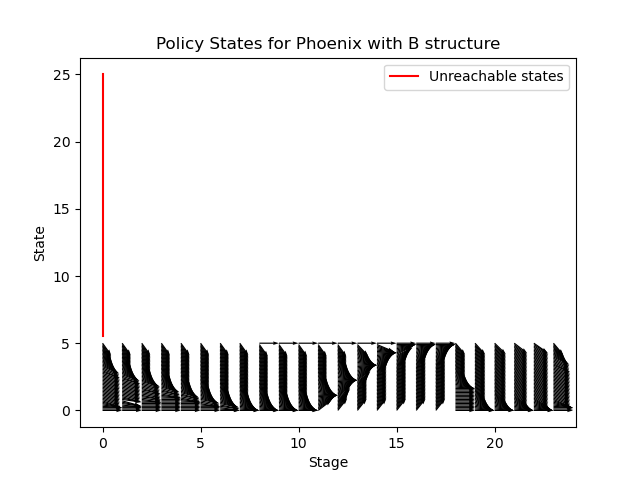 Policy States for Phoenix with B structure
Unreachable states
25
20
15
10
5
0
State
0 5 10 15 20
Stage